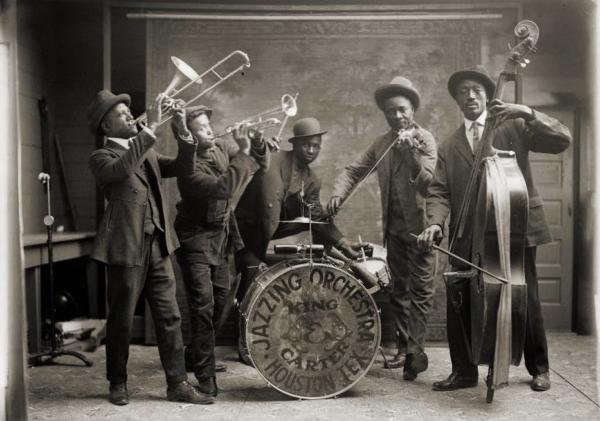 JAZZING ORCHESTRA
KING
&
CARTER
HOUSTON TEX